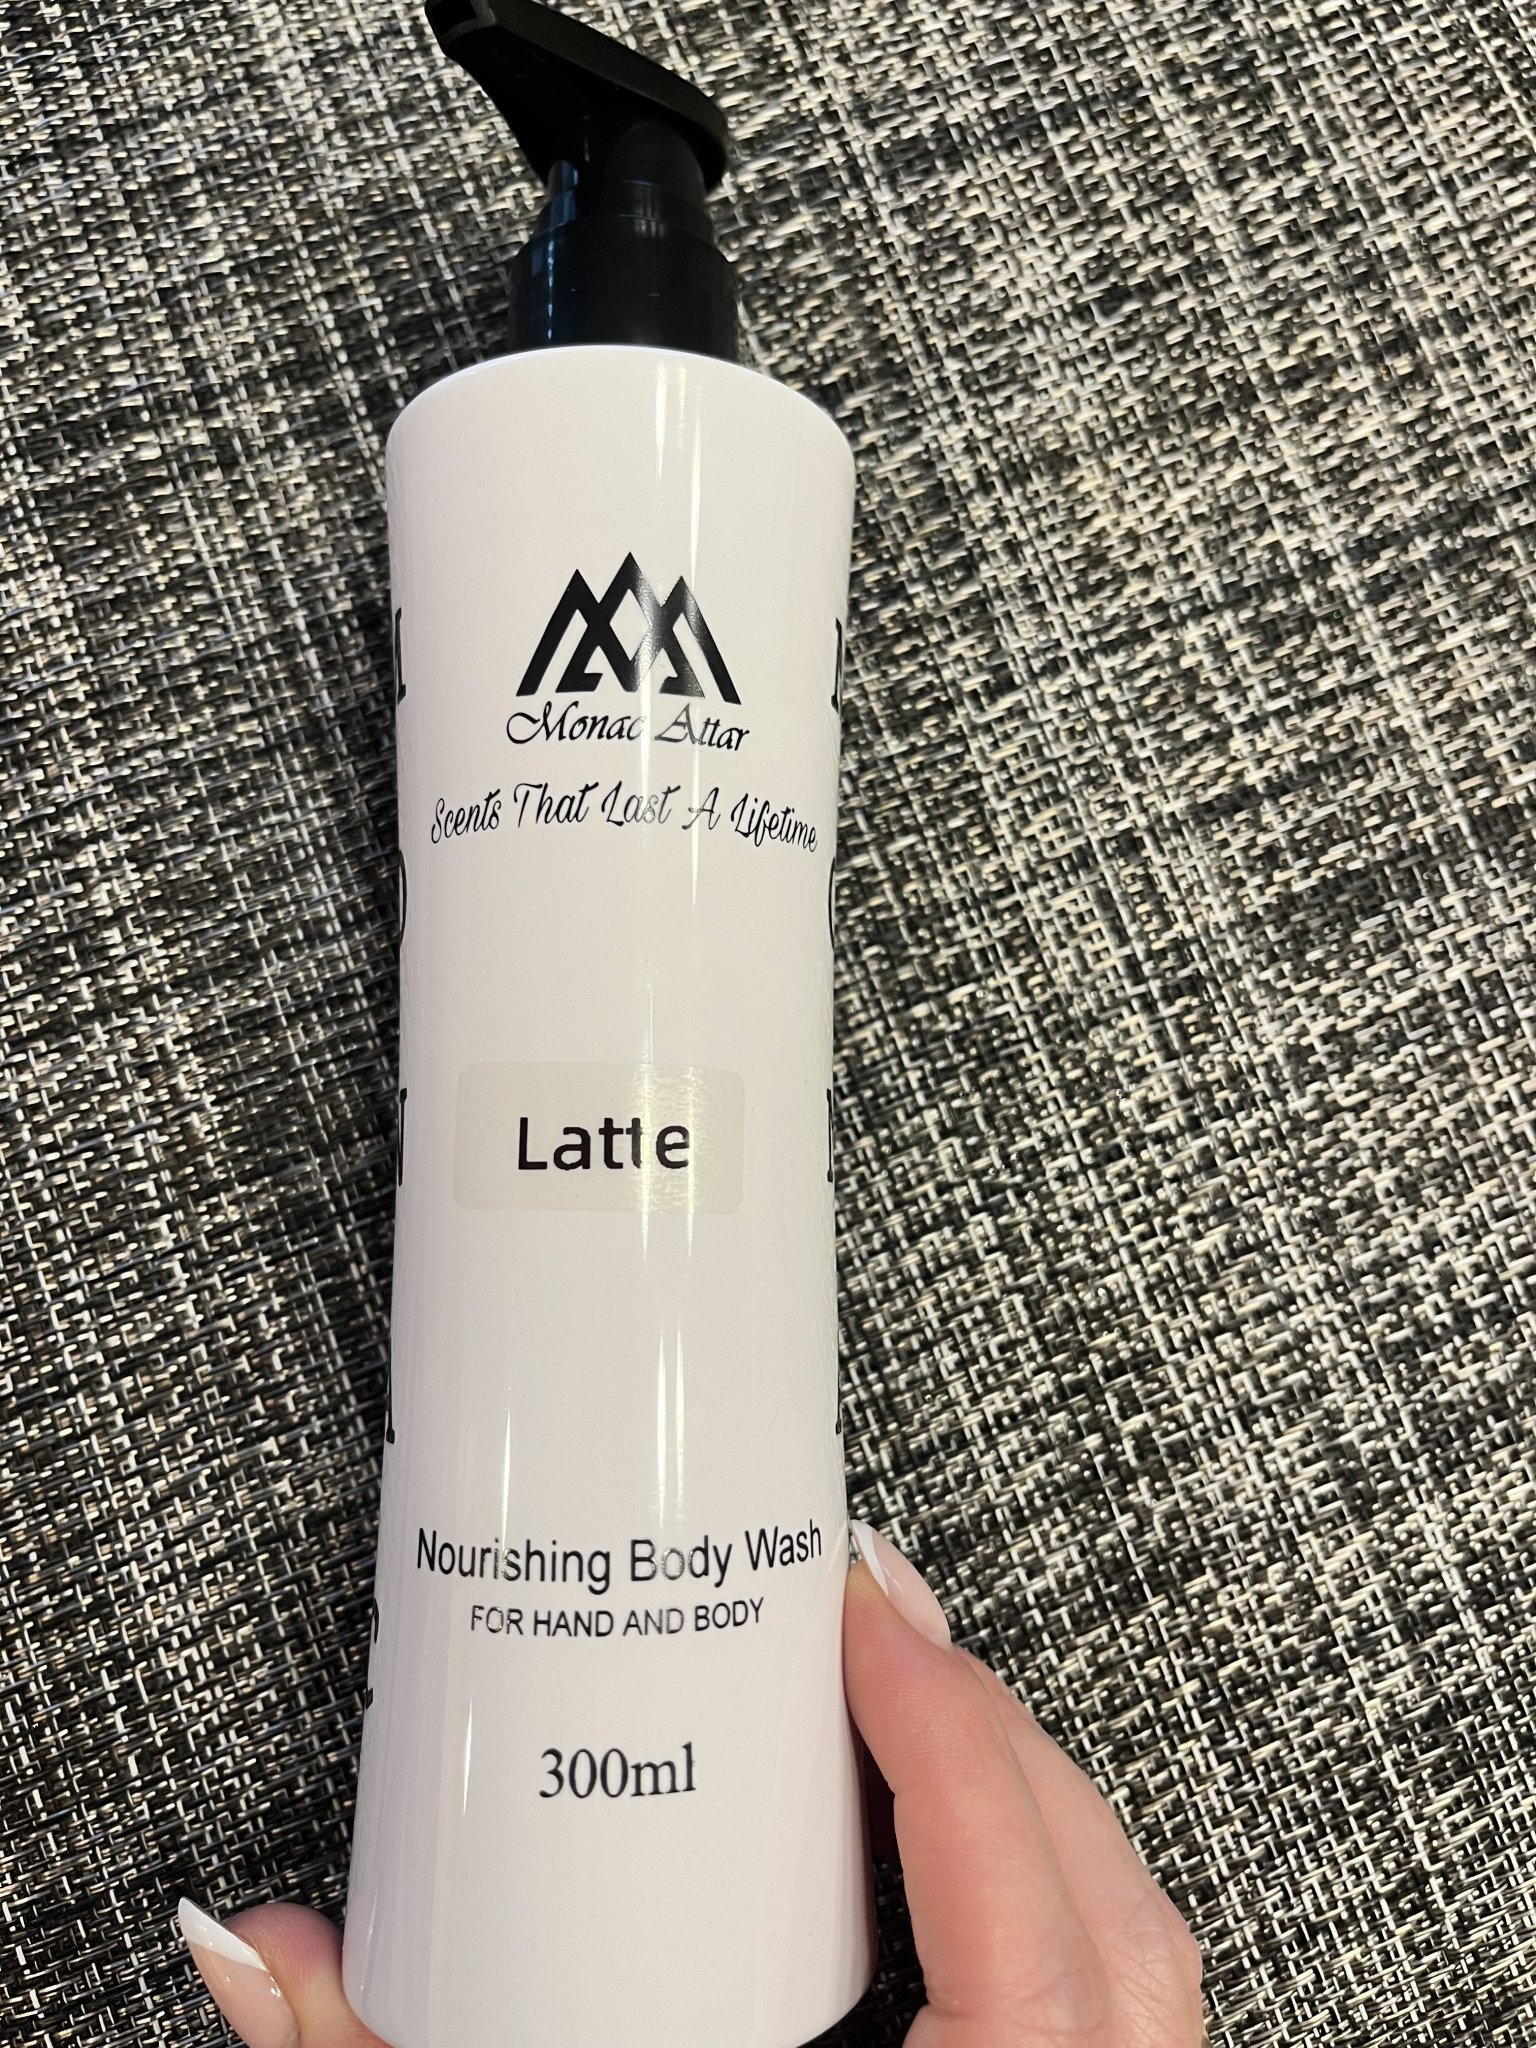 Monac Attar
Scents That Last A Lifetime
Latte
Nourishing Body Wash
FOR HAND AND BODY
300ml